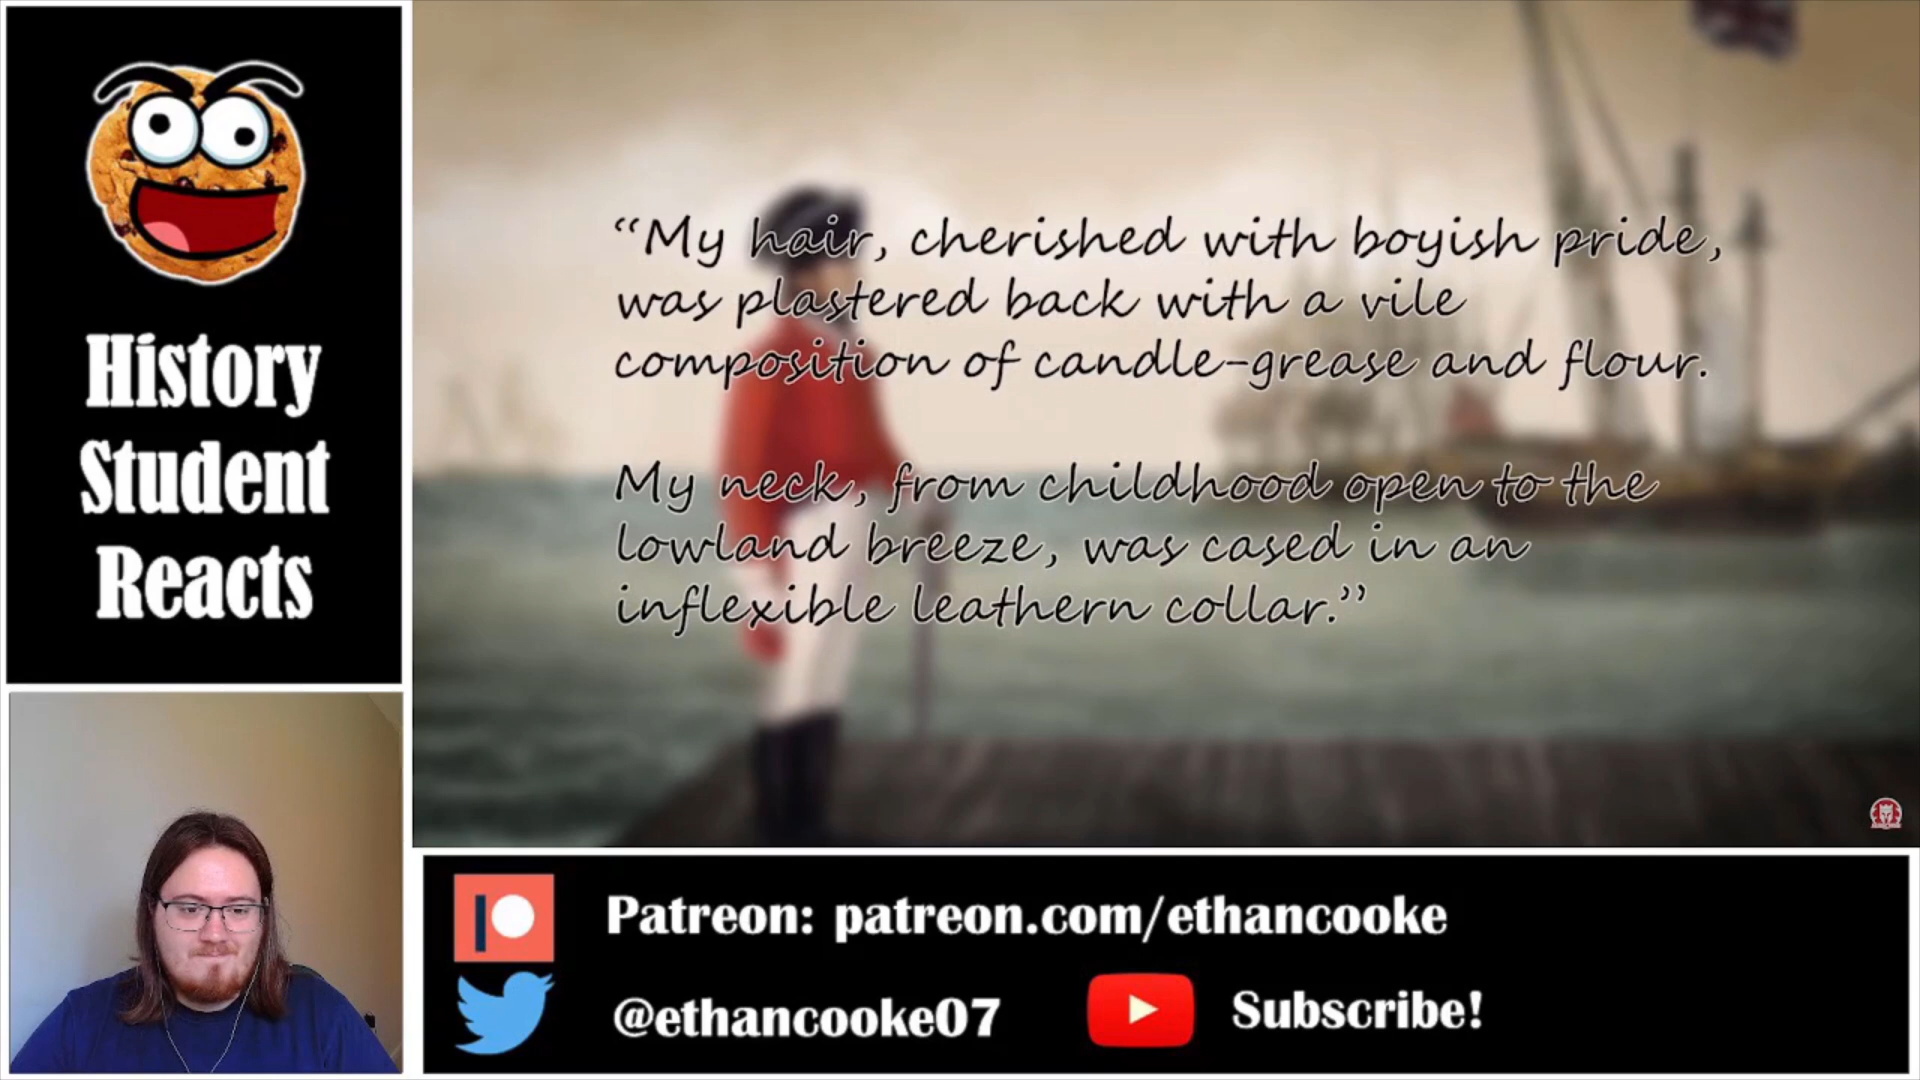 History
Student
Reacts
“My hair, cherished with boyish pride,
was plastered back with a vile
composition of candle-grease and flour.
My neck, from childhood open to the
lowland breeze, was cased in an
inflexible leathern collar.”
Patreon: patreon.com/ethancooke
@ethancooke07
Subscribe!